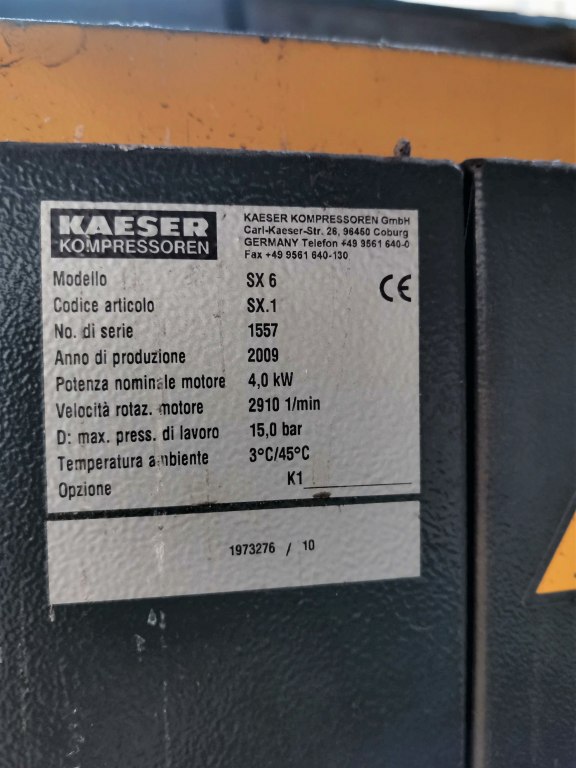 KAESER
KOMPRESSOREN
KAESER KOMPRESSOREN GmbH
Carl-Kaeser-Str. 26, 96450 Coburg
GERMANY Telefon +49 9561 640-0
Fax +49 9561 640-130
CE
Modello SX 6
Codice articolo SX.1
No. di serie 1557
Anno di produzione 2009
Potenza nominale motore 4,0 kW
Velocità rotaz. motore 2910 1/min
D: max. press. di lavoro 15,0 bar
Temperatura ambiente 3°C/45°C
Opzione K1
1973276 / 10